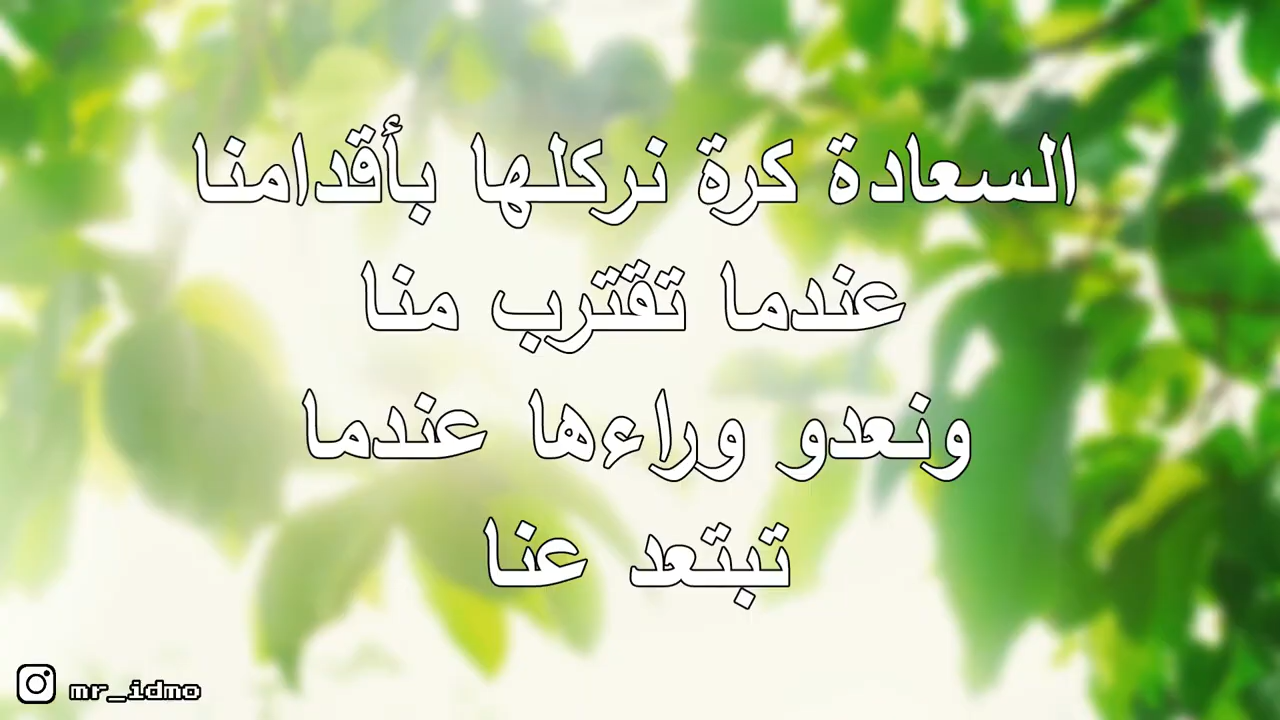 السعادة كرة نركلها بأقدامنا
عندما تقترب منا
ونعدو وراءها عندما
تبتعد عنا
mr_idmo